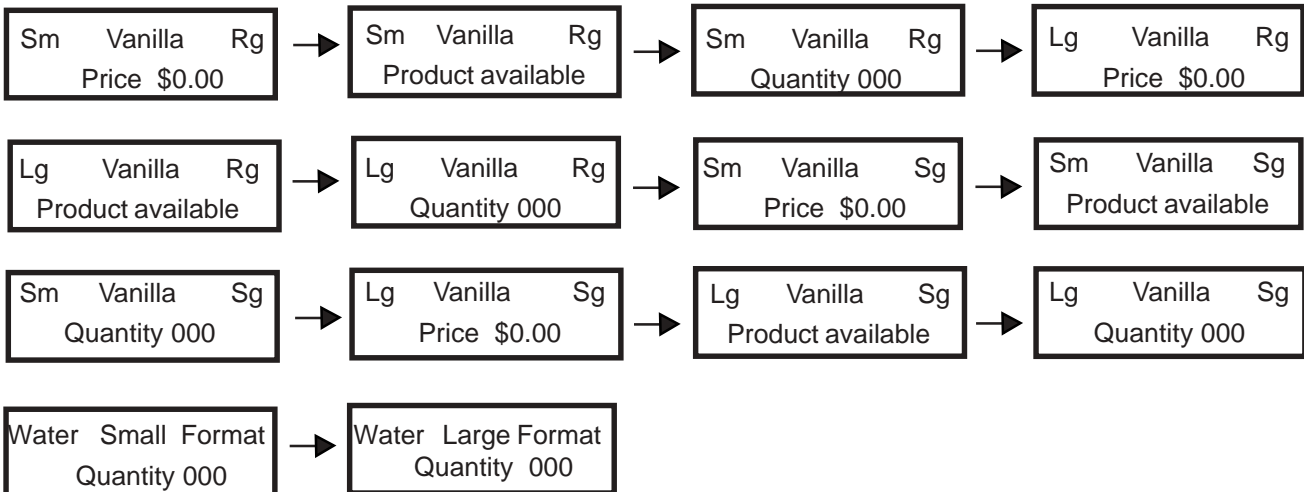 Sm Vanilla Rg
Price $0.00
Sm Vanilla Rg
Product available
Sm Vanilla Rg
Quantity 000
Lg Vanilla Rg
Price $0.00
Lg Vanilla Rg
Product available
Lg Vanilla Rg
Quantity 000
Sm Vanilla Sg
Price $0.00
Sm Vanilla Sg
Product available
Sm Vanilla Sg
Quantity 000
Lg Vanilla Sg
Price $0.00
Lg Vanilla Sg
Product available
Lg Vanilla Sg
Quantity 000
Water Small Format
Quantity 000
Water Large Format
Quantity 000